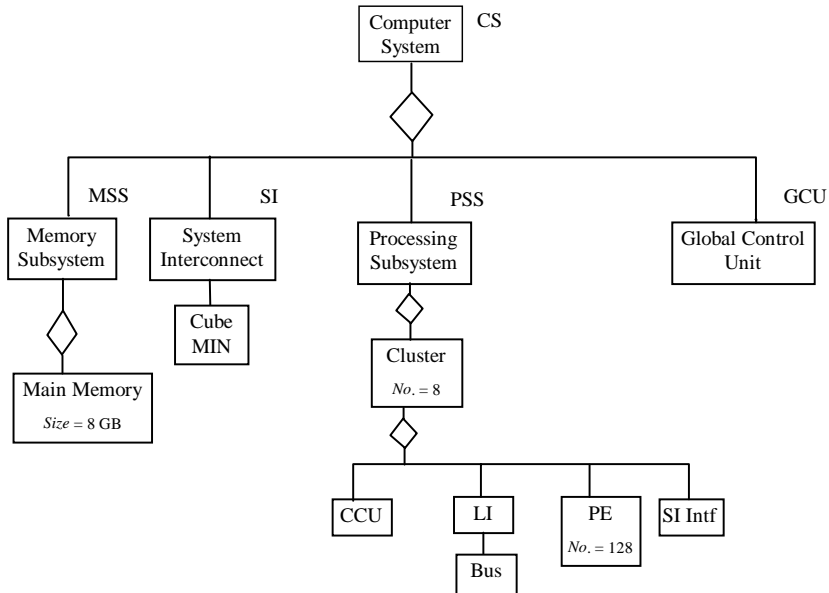 Computer
System
CS
MSS
SI
PSS
GCU
Memory
Subsystem
System
Interconnect
Processing
Subsystem
Global Control
Unit
Cube
MIN
Cluster
No. = 8
Main Memory
Size = 8 GB
CCU
LI
PE
No. = 128
SI Intf
Bus